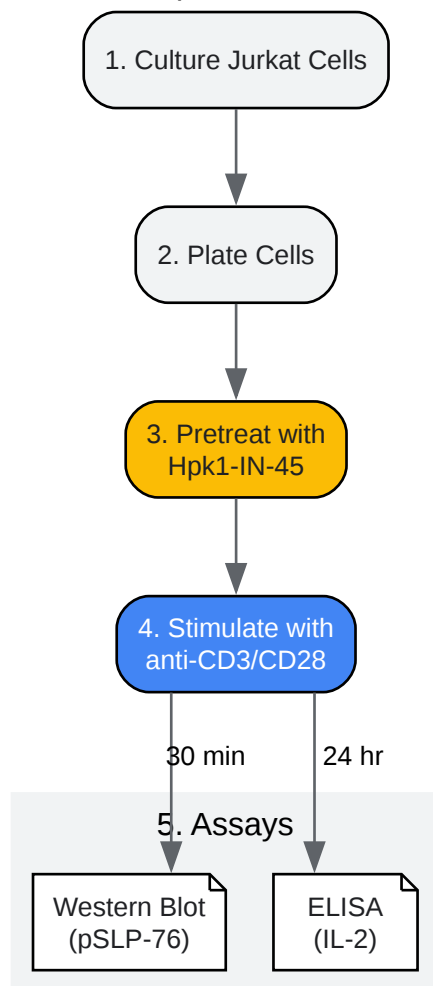 1. Culture Jurkat Cells
2. Plate Cells
3. Pretreat with
Hpk1-IN-45
4. Stimulate with
anti-CD3/CD28
30 min
24 hr
5. Assays
Western Blot
(pSLP-76)
ELISA
(IL-2)